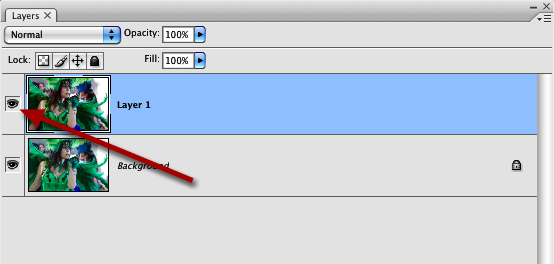 Layers
Normal Opacity: 100%
Lock: Fill: 100%
Layer 1
Background